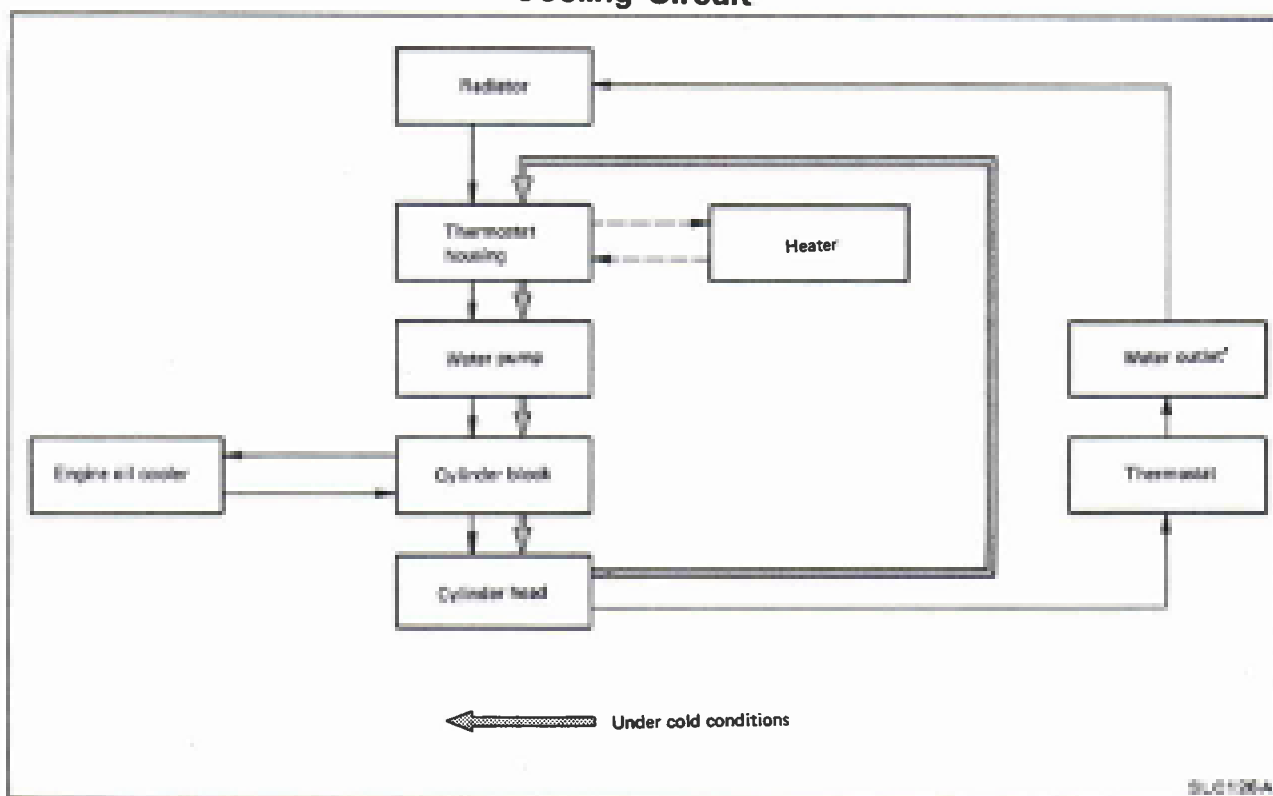 Cooling Circuit
Radiator
Thermostat
housing
Heater
Water pump
Water outlet
Engine oil cooler
Cylinder block
Thermostat
Cylinder head
Under cold conditions
SLC126A